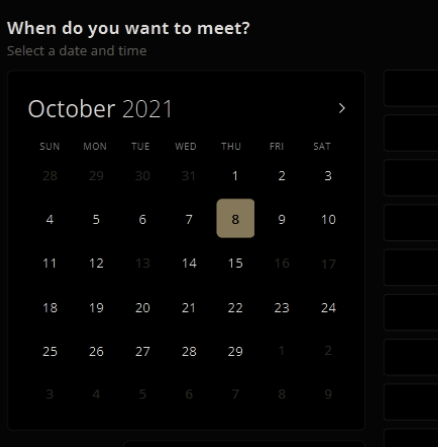 When do you want to meet?
Select a date and time
October 2021
SUN MON TUE WED THU FRI SAT
28 29 30 31 1 2 3
4 5 6 7 8 9 10
11 12 13 14 15 16 17
18 19 20 21 22 23 24
25 26 27 28 29 1 2
3 4 5 6 7 8 9